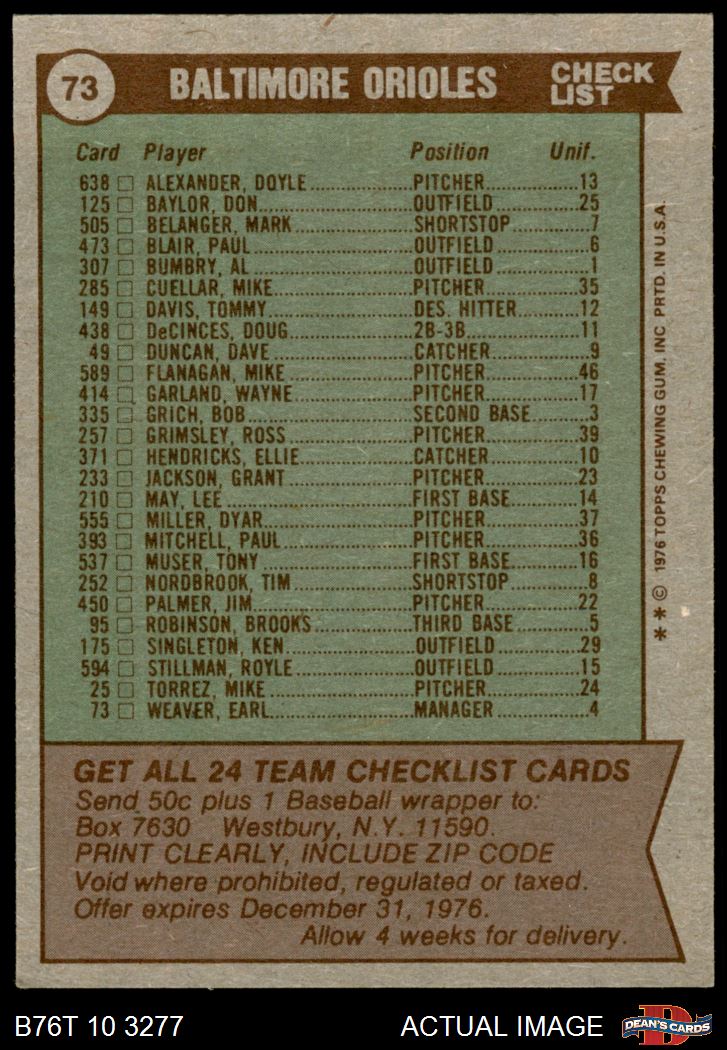 73 BALTIMORE ORIOLES CHECK LIST
Card Player Position Unif.
638 ALEXANDER, DOYLE PITCHER 13
125 BAYLOR, DON OUTFIELD 25
505 BELANGER, MARK SHORTSTOP 7
473 BLAIR, PAUL OUTFIELD 6
307 BUMBRY, AL OUTFIELD 1
285 CUELLAR, MIKE PITCHER 35
149 DAVIS, TOMMY DES. HITTER 12
438 DeCINCES, DOUG 2B-3B 11
49 DUNCAN, DAVE CATCHER 9
589 FLANAGAN, MIKE PITCHER 46
414 GARLAND, WAYNE PITCHER 17
335 GRICH, BOB SECOND BASE 3
257 GRIMSLEY, ROSS PITCHER 39
371 HENDRICKS, ELLIE CATCHER 10
233 JACKSON, GRANT PITCHER 23
210 MAY, LEE FIRST BASE 14
555 MILLER, DYAR PITCHER 37
393 MITCHELL, PAUL PITCHER 36
537 MUSER, TONY FIRST BASE 16
252 NORDBROOK, TIM SHORTSTOP 8
450 PALMER, JIM PITCHER 22
95 ROBINSON, BROOKS THIRD BASE 5
175 SINGLETON, KEN OUTFIELD 29
594 STILLMAN, ROYLE OUTFIELD 15
25 TORREZ, MIKE PITCHER 24
73 WEAVER, EARL MANAGER 4
GET ALL 24 TEAM CHECKLIST CARDS
Send 50c plus 1 Baseball wrapper to:
Box 7630 Westbury, N.Y. 11590.
PRINT CLEARLY, INCLUDE ZIP CODE
Void where prohibited, regulated or taxed.
Offer expires December 31, 1976.
Allow 4 weeks for delivery.
**© 1976 TOPPS CHEWING GUM, INC PRTD. IN U.S.A.
B76T 10 3277 ACTUAL IMAGE DEAN'S CARDS